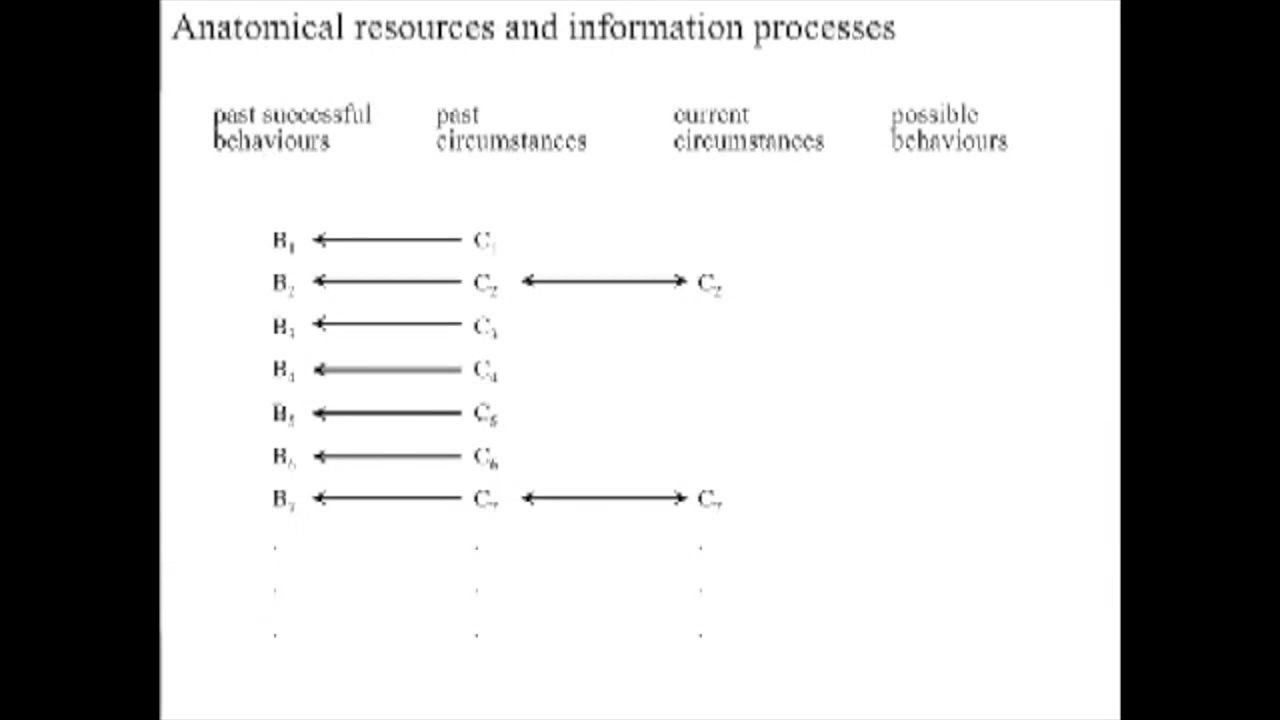 Anatomical resources and information processes
past successful behaviours
past circumstances
current circumstances
possible behaviours
B1 C1
B2 C2 C2
B3 C3
B4 C4
B5 C5
B6 C6
B7 C7 C7
. . .
. . .
. . .